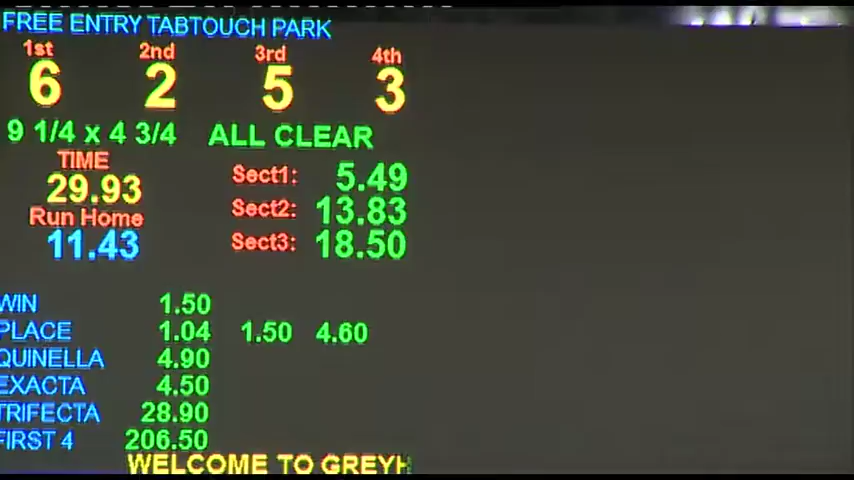 FREE ENTRY TABTOUCH PARK
1st 2nd 3rd 4th
6 2 5 3
9 1/4 x 4 3/4 ALL CLEAR
TIME
29.93
Run Home
11.43
Sect1: 5.49
Sect2: 13.83
Sect3: 18.50
WIN 1.50
PLACE 1.04 1.50 4.60
QUINELLA 4.90
EXACTA 4.50
TRIFECTA 28.90
FIRST 4 206.50
WELCOME TO GREYH